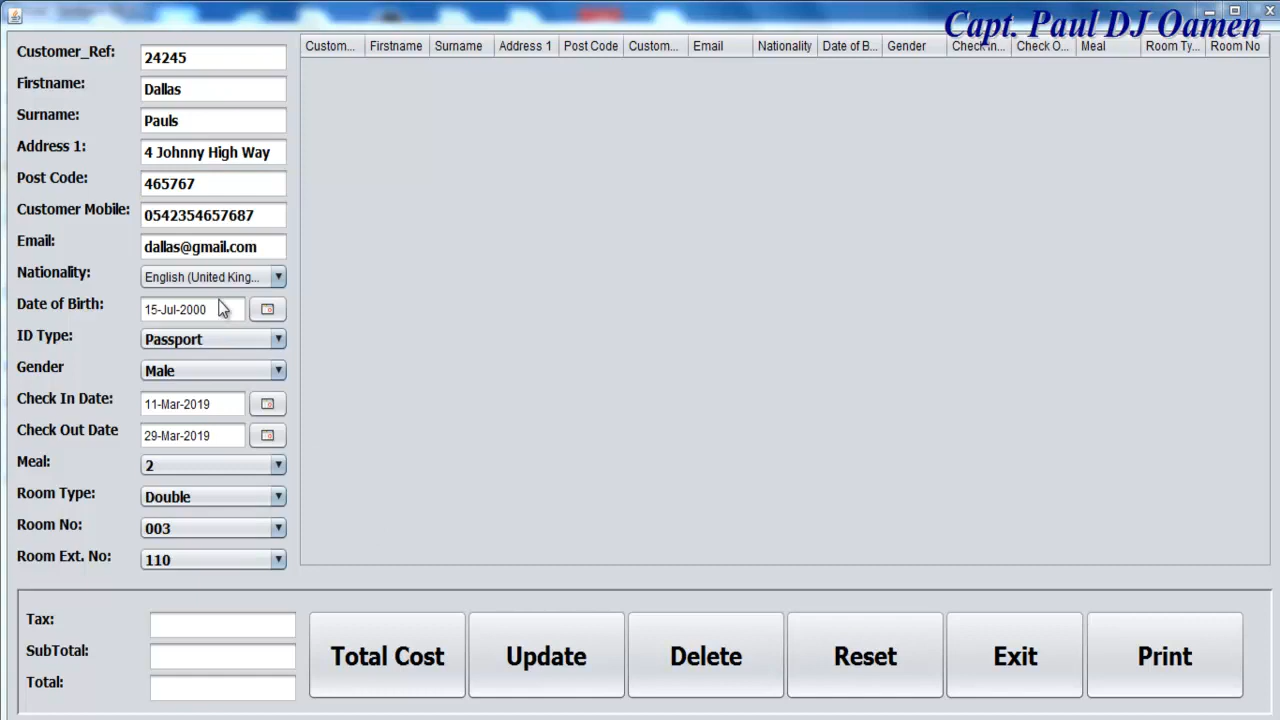 Capt. Paul DJ Oamen
Custom... Firstname Surname Address 1 Post Code Custom... Email Nationality Dateof B... Gender Check In... Check O... Meal Room Ty... Room No
Customer_Ref: 24245
Firstname: Dallas
Surname: Pauls
Address 1: 4 Johnny High Way
Post Code: 465767
Customer Mobile: 0542354657687
Email: dallas@gmail.com
Nationality: English (United King...
Date of Birth: 15-Jul-2000
ID Type: Passport
Gender Male
Check In Date: 11-Mar-2019
Check Out Date 29-Mar-2019
Meal: 2
Room Type: Double
Room No: 003
Room Ext. No: 110
Tax:
SubTotal:
Total:
Total Cost Update Delete Reset Exit Print